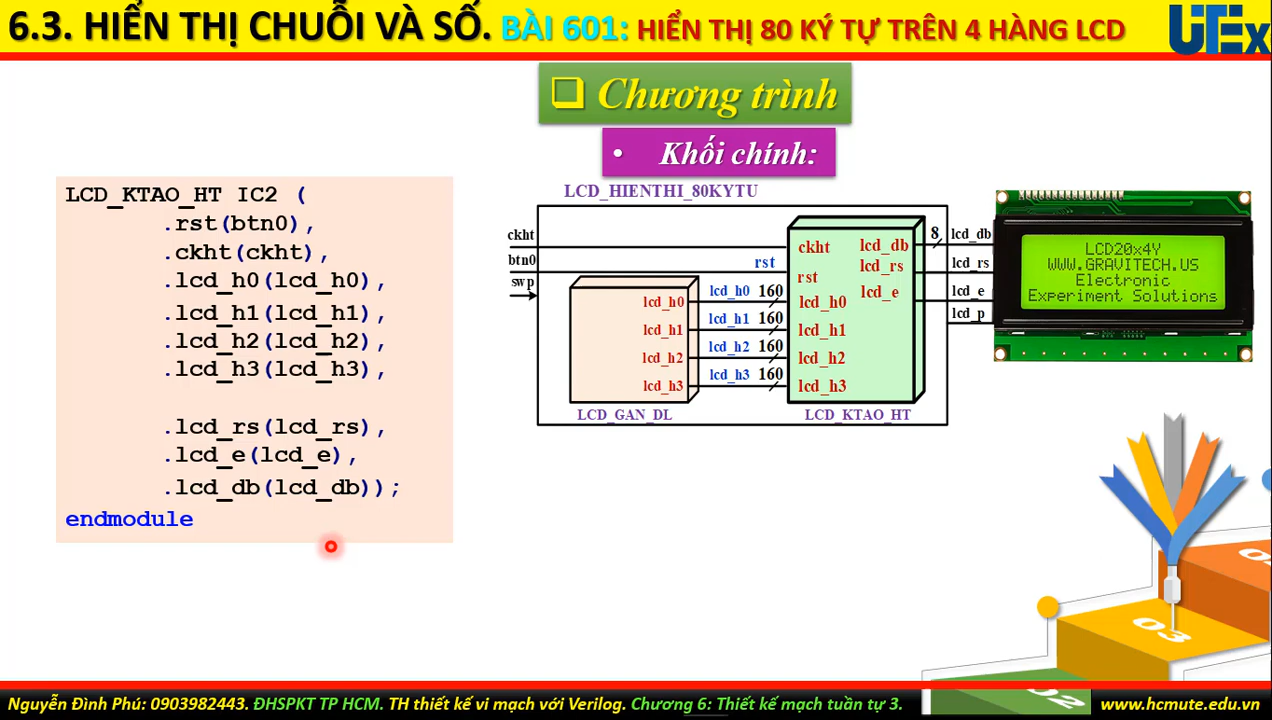 6.3. HIỂN THỊ CHUỖI VÀ SỐ. BÀI 601: HIỂN THỊ 80 KÝ TỰ TRÊN 4 HÀNG LCD
UTEx
❑ Chương trình
• Khối chính:
LCD_KTAO_HT IC2 (
.rst(btn0),
.ckht(ckht),
.lcd_h0(lcd_h0),
.lcd_h1(lcd_h1),
.lcd_h2(lcd_h2),
.lcd_h3(lcd_h3),
.lcd_rs(lcd_rs),
.lcd_e(lcd_e),
.lcd_db(lcd_db));
endmodule
LCD_HIENTHI_80KYTU
ckht
btn0
swp
rst
lcd_h0
lcd_h1
lcd_h2
lcd_h3
LCD_GAN_DL
lcd_h0 160
lcd_h1 160
lcd_h2 160
lcd_h3 160
ckht lcd_db
rst lcd_rs
lcd_h0 lcd_e
lcd_h1
lcd_h2
lcd_h3
LCD_KTAO_HT
8 lcd_db
lcd_rs
lcd_e
lcd_p
LCD20x4Y
WWW.GRAVITECH.US
Electronic
Experiment Solutions
03
02
Nguyễn Đình Phú: 0903982443. ĐHSPKT TP HCM. TH thiết kế vi mạch với Verilog. Chương 6: Thiết kế mạch tuần tự 3.
www.hcmute.edu.vn